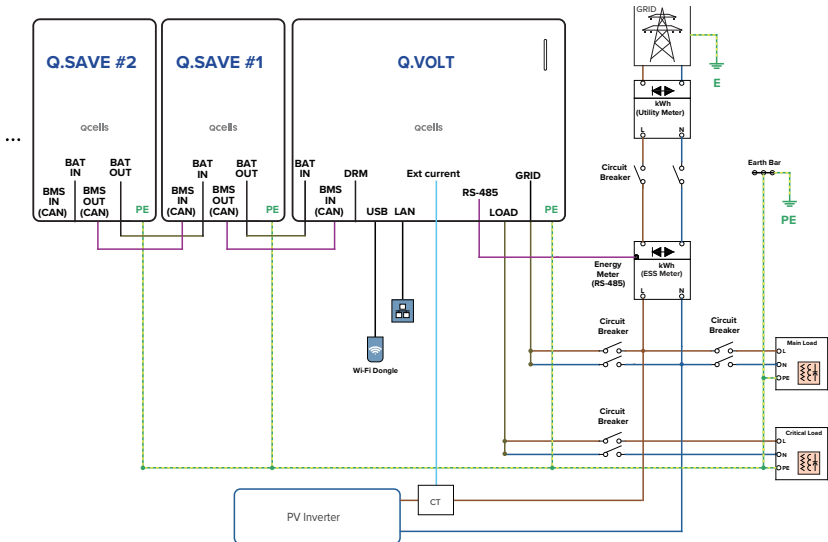 GRID
Q.SAVE #2
Q.SAVE #1
Q.VOLT
E
kWh
(Utility Meter)
qcells
qcells
qcells
...
L
N
BAT
IN
BAT
OUT
BAT
IN
BAT
OUT
BAT
IN
DRM
Ext current
GRID
Circuit
Breaker
Earth Bar
BMS
IN
(CAN)
BMS
OUT
(CAN)
PE
BMS
IN
(CAN)
BMS
OUT
(CAN)
PE
BMS
IN
(CAN)
USB
LAN
RS-485
LOAD
PE
PE
Energy
Meter
(RS-485)
kWh
(ESS Meter)
L
N
Circuit
Breaker
Circuit
Breaker
Main Load
L
N
PE
Wi-Fi Dongle
Circuit
Breaker
Critical Load
L
N
PE
CT
PV Inverter